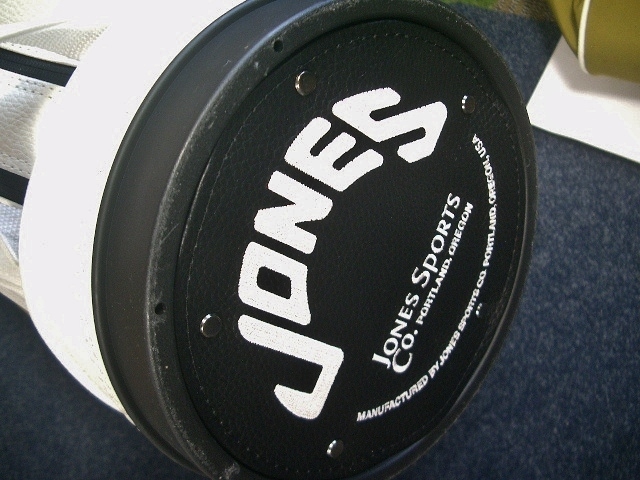 JONES
JONES SPORTS
CO. PORTLAND, OREGON
MANUFACTURED BY JONES SPORTS CO. PORTLAND, OREGON, USA